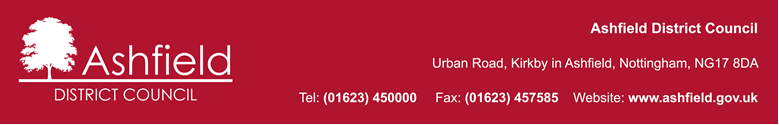 Ashfield
DISTRICT COUNCIL
Ashfield District Council
Urban Road, Kirkby in Ashfield, Nottingham, NG17 8DA
Tel: (01623) 450000 Fax: (01623) 457585 Website: www.ashfield.gov.uk